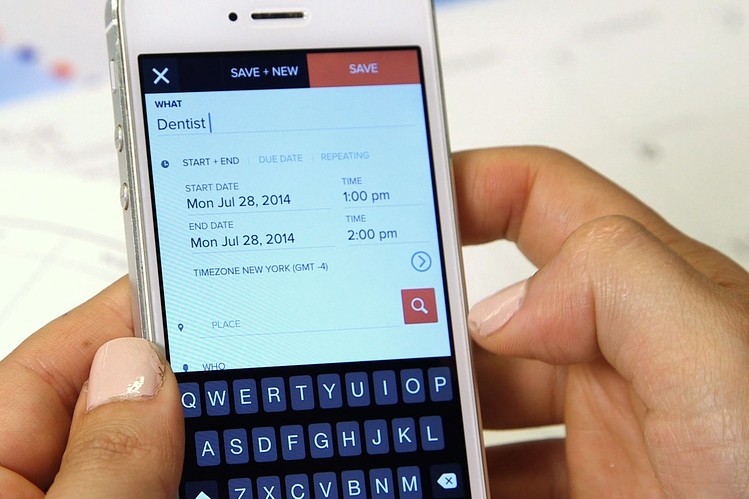 SAVE + NEW SAVE
WHAT
Dentist
START + END DUE DATE REPEATING
START DATE TIME
Mon Jul 28, 2014 1:00 pm
END DATE TIME
Mon Jul 28, 2014 2:00 pm
TIMEZONE NEW YORK (GMT -4)
PLACE
WHO
Q W E R T Y U I O P
A S D F G H J K L
Z X C V B N M